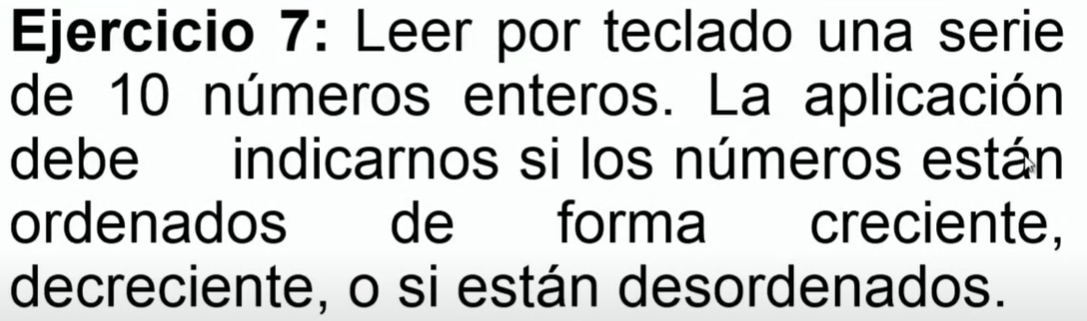 Ejercicio 7: Leer por teclado una serie
de 10 números enteros. La aplicación
debe indicarnos si los números están
ordenados de forma creciente,
decreciente, o si están desordenados.